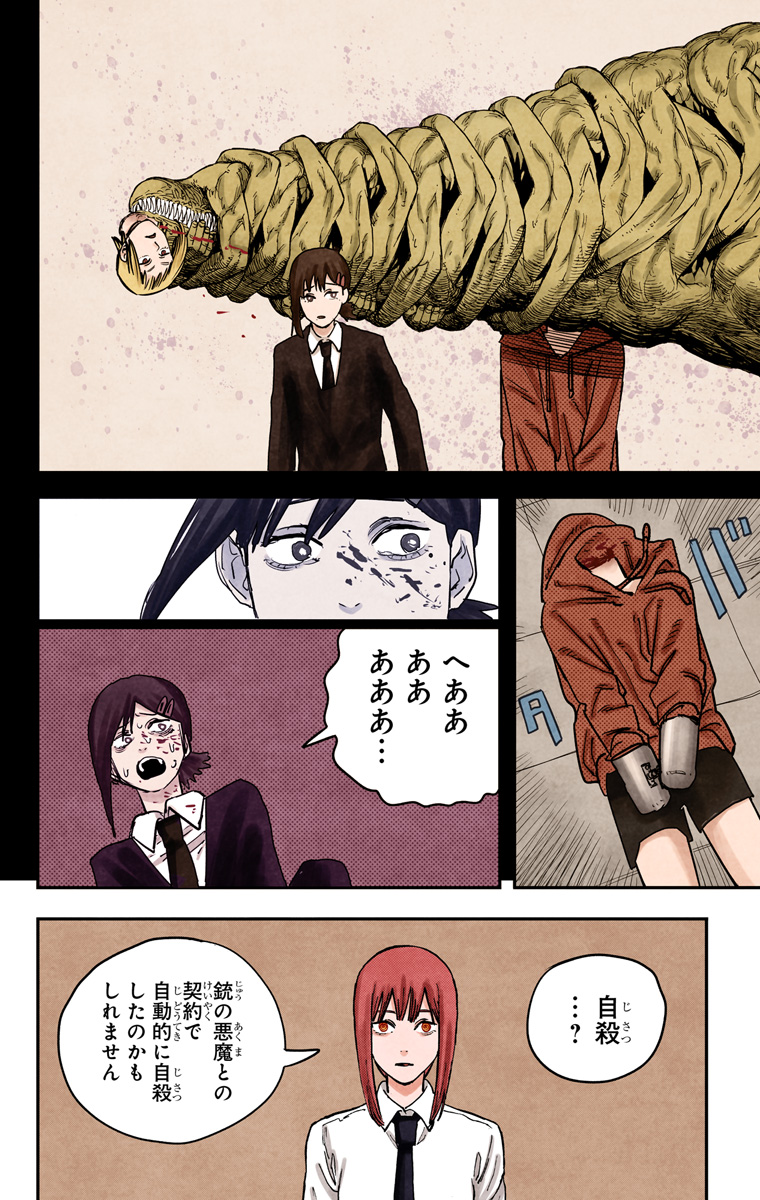 バタ
へああ
ああ
あああ…
自殺
…?
銃の悪魔との
契約で
自動的に自殺
したのかも
しれません